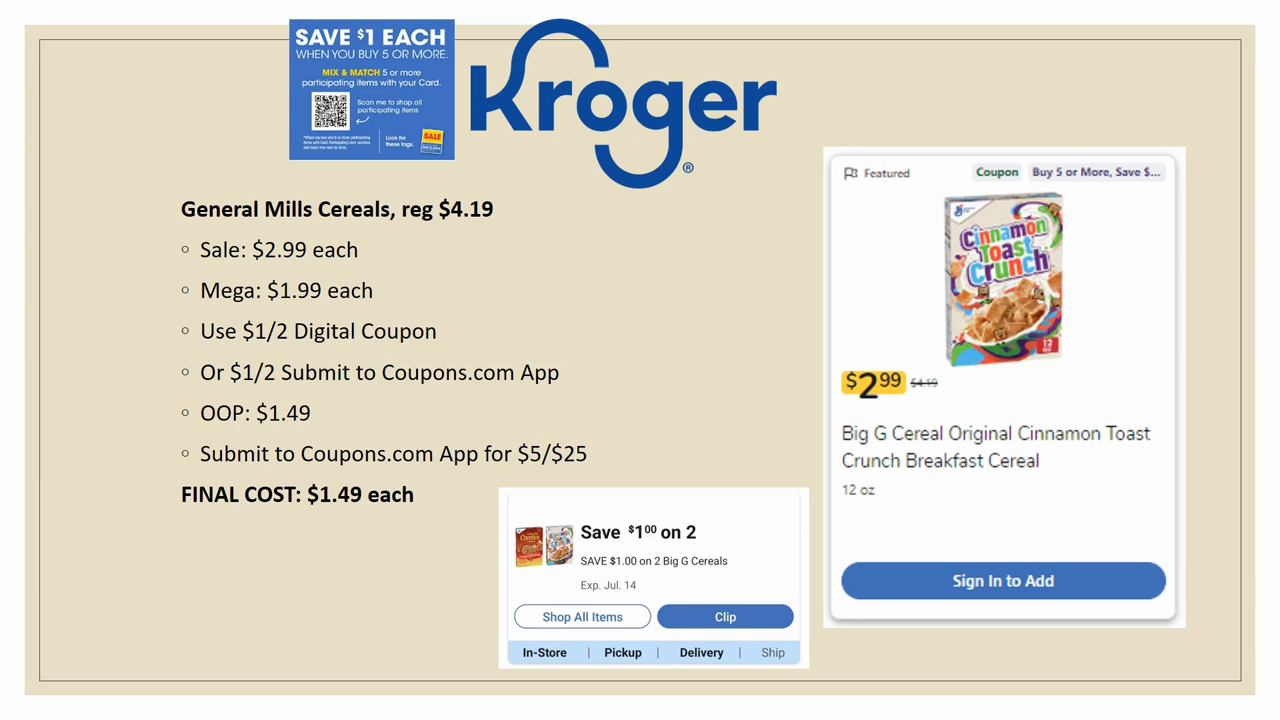 SAVE $1 EACH
WHEN YOU BUY 5 OR MORE.
MIX & MATCH 5 or more
participating items with your Card.
Scan me to shop all
participating items
Look for
these tags.
SALE
Kroger®
General Mills Cereals, reg $4.19
◦ Sale: $2.99 each
◦ Mega: $1.99 each
◦ Use $1/2 Digital Coupon
◦ Or $1/2 Submit to Coupons.com App
◦ OOP: $1.49
◦ Submit to Coupons.com App for $5/$25
FINAL COST: $1.49 each
Save $1⁰⁰ on 2
SAVE $1.00 on 2 Big G Cereals
Exp. Jul. 14
Shop All Items Clip
In-Store | Pickup | Delivery | Ship
Featured Coupon Buy 5 or More, Save $...
Cinnamon
Toast
Crunch
$2⁹⁹ $4.19
Big G Cereal Original Cinnamon Toast
Crunch Breakfast Cereal
12 oz
Sign In to Add